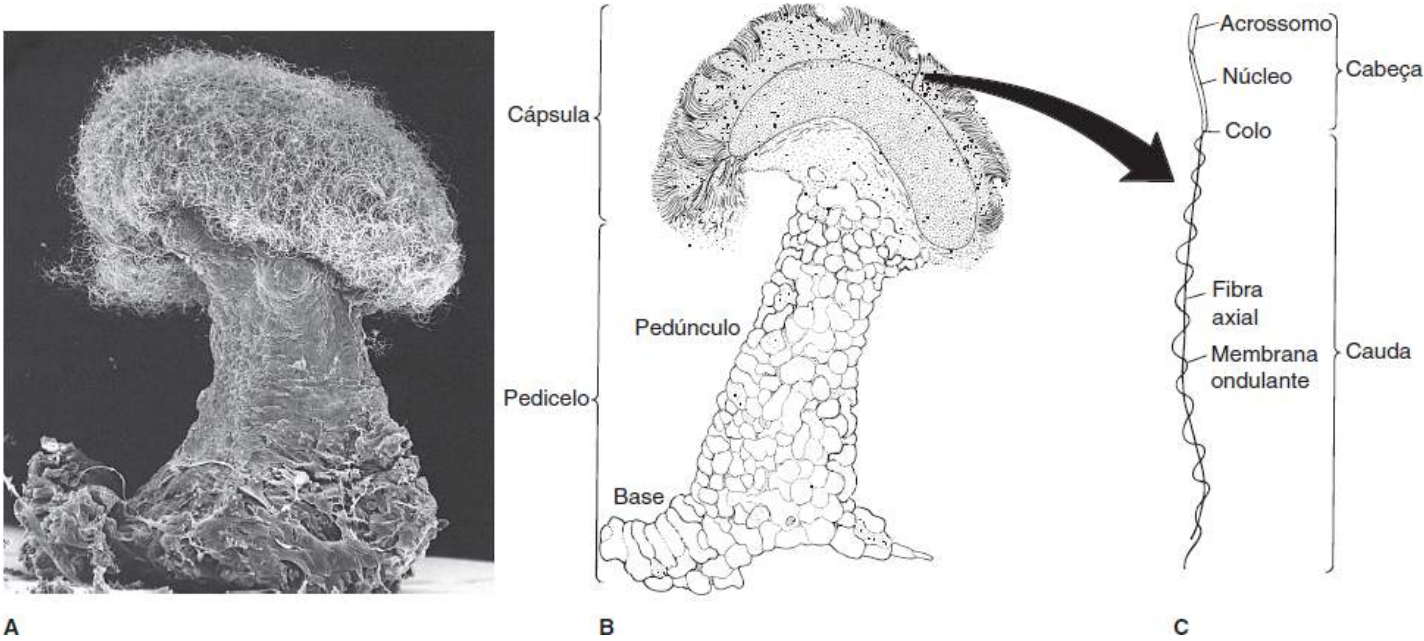 Cápsula
Pedicelo
Pedúnculo
Base
Acrossomo
Núcleo
Colo
Cabeça
Fibra
axial
Membrana
ondulante
Cauda
A
B
C